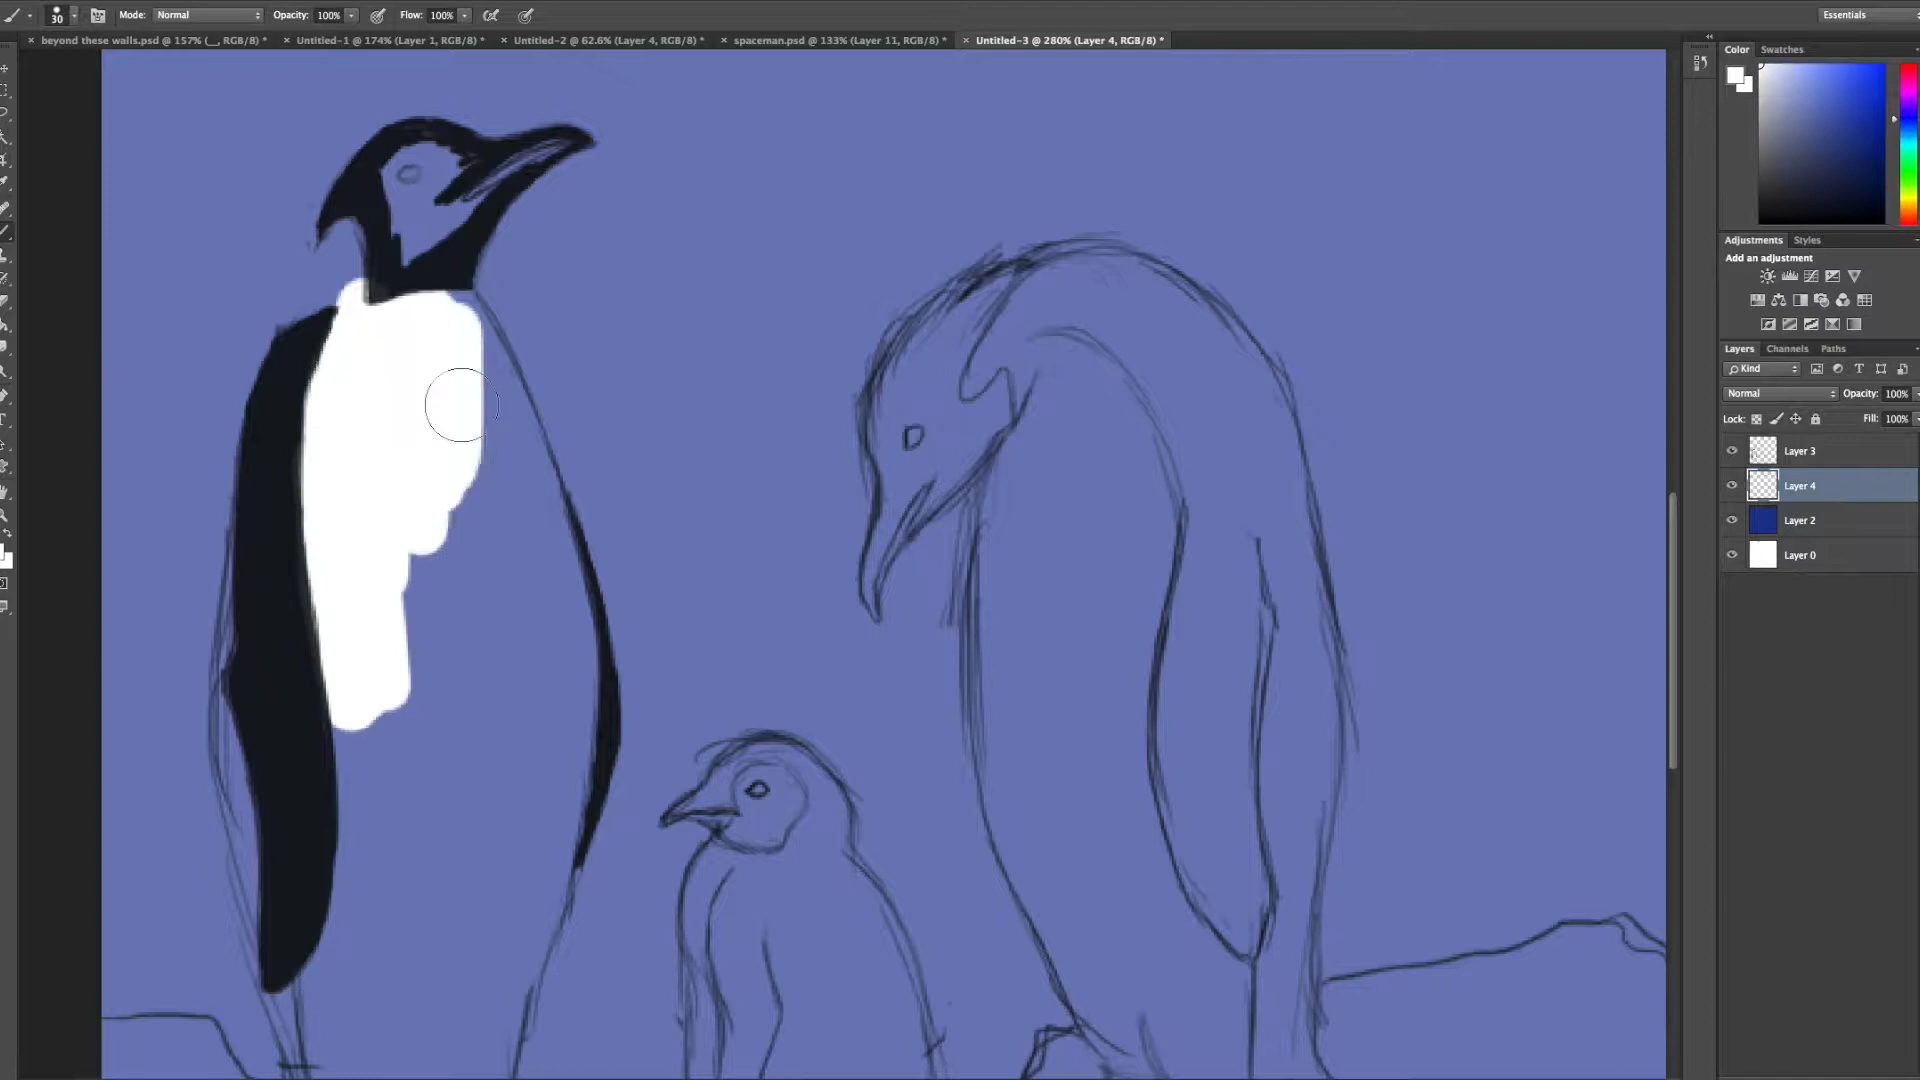 30 Mode: Normal Opacity: 100% Flow: 100% Essentials
beyond these walls.psd @ 157% (__, RGB/8) * Untitled-1 @ 174% (Layer 1, RGB/8) * Untitled-2 @ 62.6% (Layer 4, RGB/8) * spaceman.psd @ 133% (Layer 11, RGB/8) * Untitled-3 @ 280% (Layer 4, RGB/8) *
Color Swatches
Adjustments Styles
Add an adjustment
Layers Channels Paths
Kind
Normal Opacity: 100%
Lock: Fill: 100%
Layer 3
Layer 4
Layer 2
Layer 0